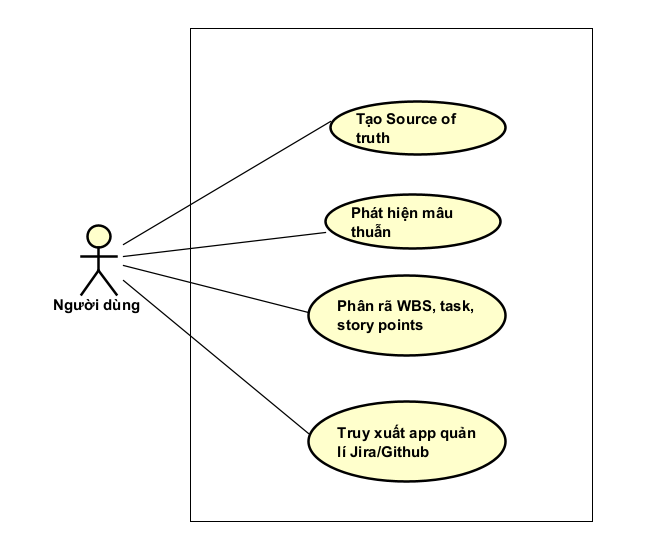 Tạo Source of
truth
Phát hiện mâu
thuẫn
Người dùng
Phân rã WBS, task,
story points
Truy xuất app quản
lí Jira/Github